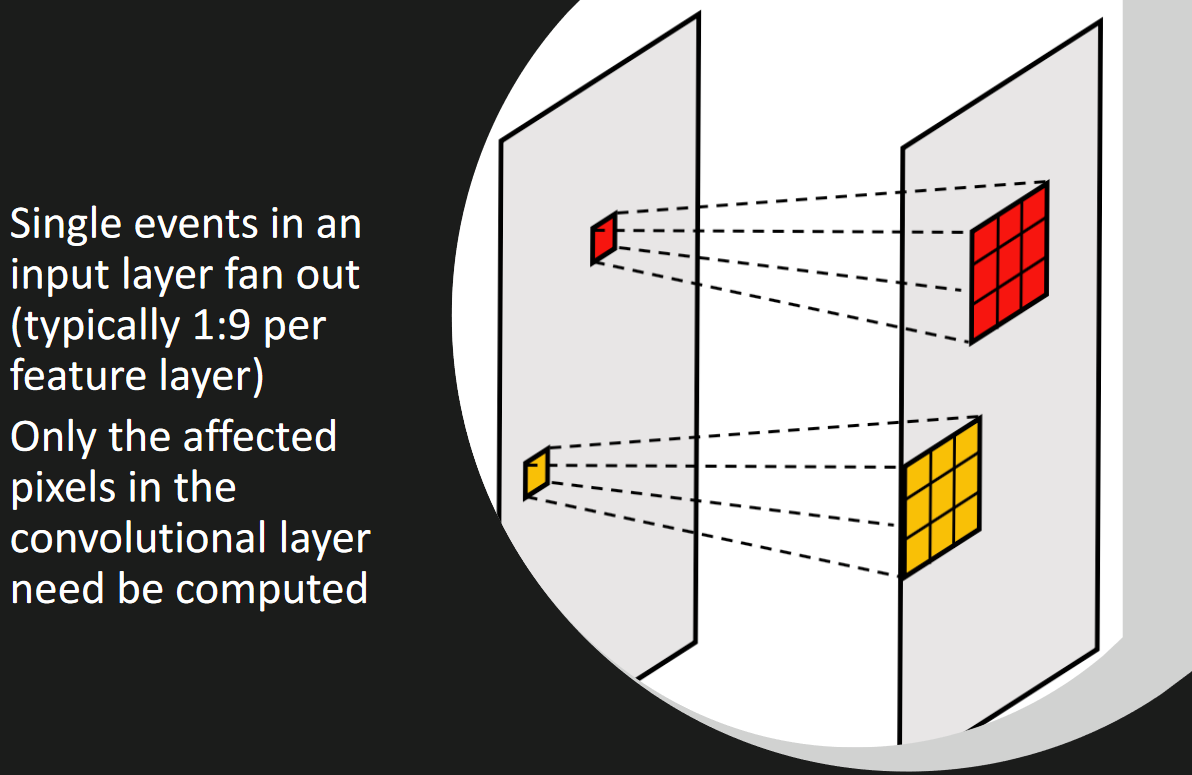 Single events in an
input layer fan out
(typically 1:9 per
feature layer)
Only the affected
pixels in the
convolutional layer
need be computed